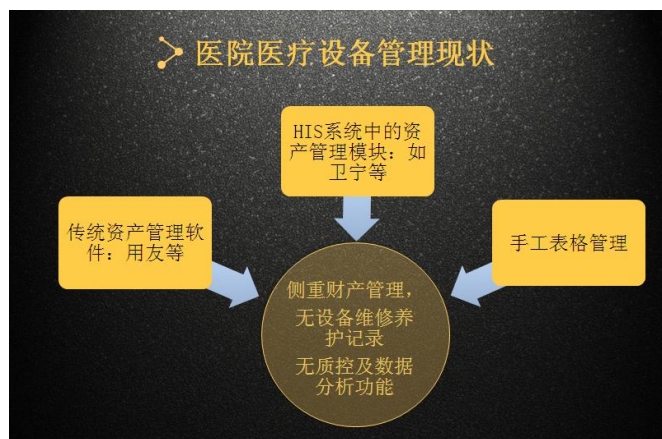 医院医疗设备管理现状
HIS系统中的资
产管理模块：如
卫宁等
传统资产管理软
件：用友等
手工表格管理
侧重财产管理，
无设备维修养
护记录
无质控及数据
分析功能